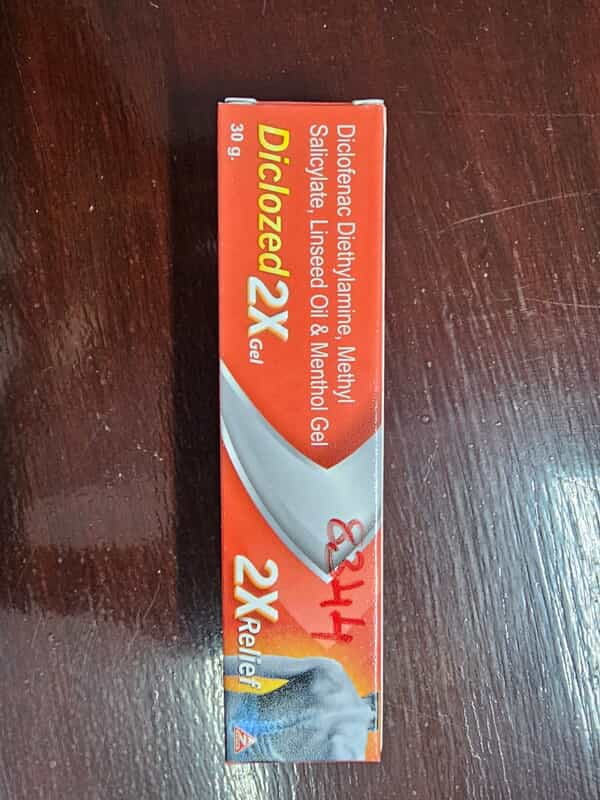 Diclofenac Diethylamine, Methyl
Salicylate, Linseed Oil & Menthol Gel
Diclozed 2X Gel
30 g.
8344
2X Relief